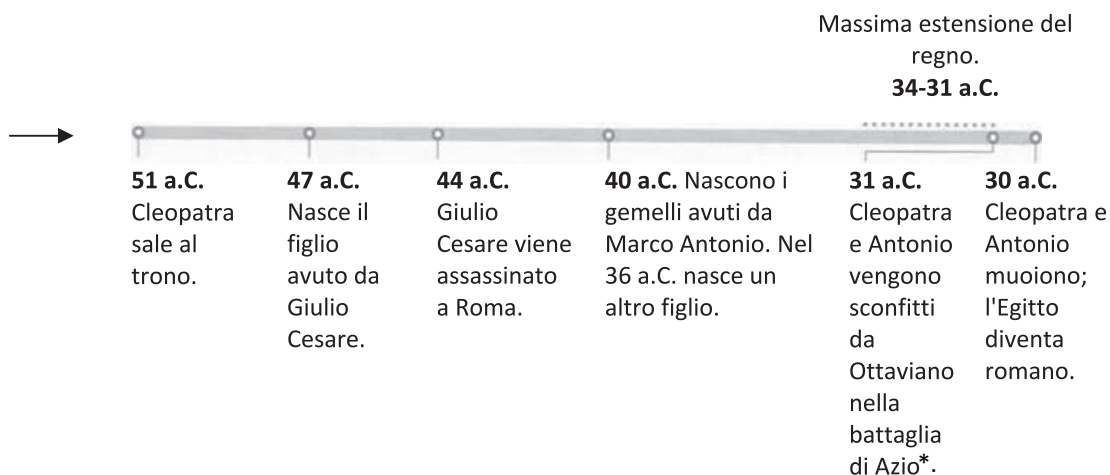 Massima estensione del
regno.
34-31 a.C.
51 a.C.
Cleopatra
sale al
trono.
47 a.C.
Nasce il
figlio
avuto da
Giulio
Cesare.
44 a.C.
Giulio
Cesare viene
assassinato
a Roma.
40 a.C. Nascono i
gemelli avuti da
Marco Antonio. Nel
36 a.C. nasce un
altro figlio.
31 a.C.
Cleopatra
e Antonio
vengono
sconfitti
da
Ottaviano
nella
battaglia
di Azio*.
30 a.C.
Cleopatra e
Antonio
muoiono;
l'Egitto
diventa
romano.